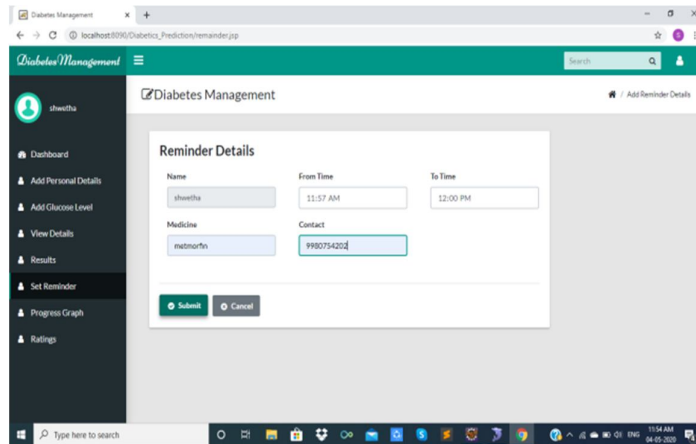 Diabetes Management
localhost:8090/Diabetics_Prediction/remainder.jsp
Diabetes Management
Search
shwetha
Diabetes Management
/ Add Reminder Details
Dashboard
Add Personal Details
Add Glucose Level
View Details
Results
Set Reminder
Progress Graph
Ratings
Reminder Details
Name
From Time
To Time
shwetha
11:57 AM
12:00 PM
Medicine
Contact
metmorfin
9980754202
Submit
Cancel
Type here to search
ENG
11:54 AM
04-05-2020